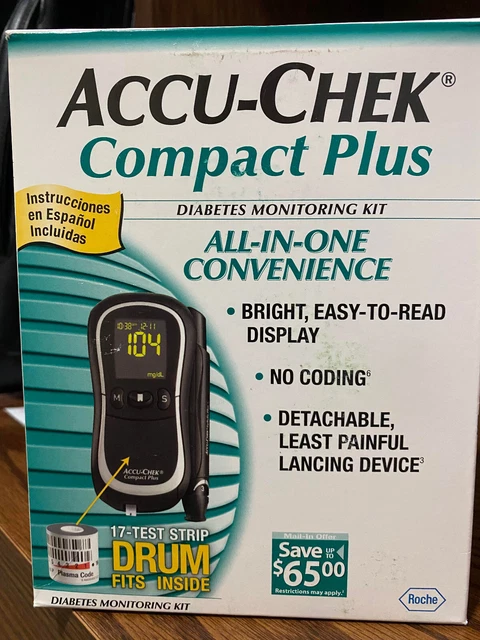 ACCU-CHEK®
Compact Plus
DIABETES MONITORING KIT
Instrucciones
en Español
Incluidas
ALL-IN-ONE
CONVENIENCE
• BRIGHT, EASY-TO-READ
DISPLAY
• NO CODING⁶
• DETACHABLE,
LEAST PAINFUL
LANCING DEVICE³
10:38 12-11
104
mg/dL
M S
ACCU-CHEK®
Compact Plus
17-TEST STRIP
DRUM
FITS INSIDE
Plasma Code
Mail-In Offer
Save UP TO
$65.00
Restrictions may apply.
Roche
DIABETES MONITORING KIT